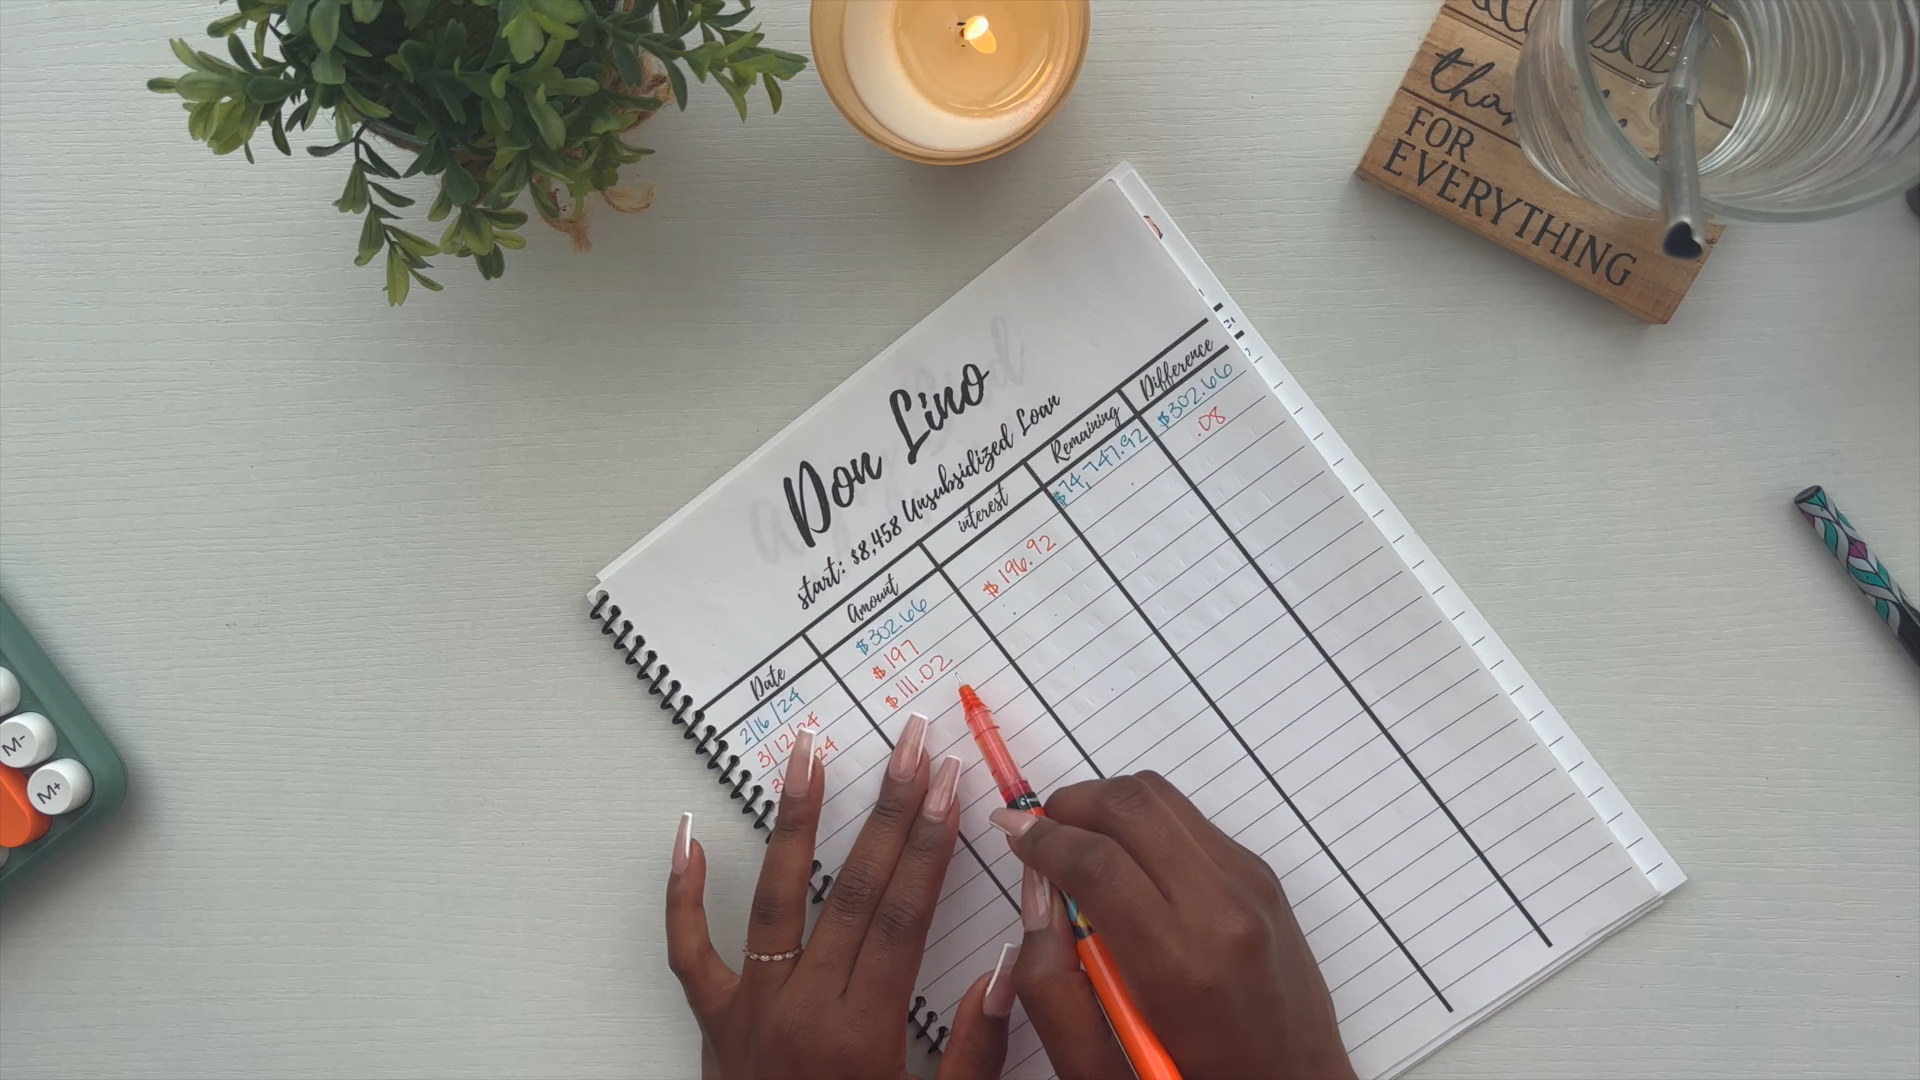 FOR
EVERYTHING
Don Lino
start: $8,458 Unsubsidized Loan
Date Amount interest Remaining Difference
2/16/24 $302.66 $74,747.92 $302.66
3/12/24 $197 $196.92 .08
$111.02
M-
M+